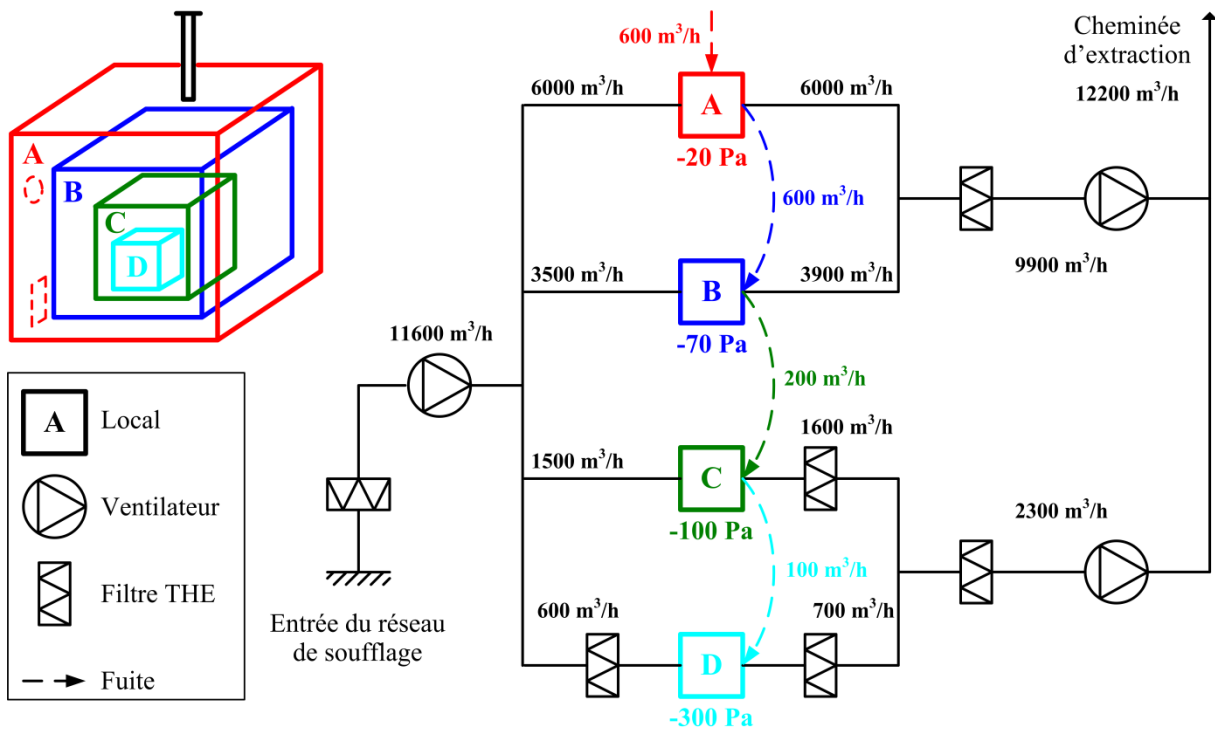 A
B
C
D
A Local
Ventilateur
Filtre THE
Fuite
600 m³/h
6000 m³/h
A
6000 m³/h
-20 Pa
600 m³/h
3500 m³/h
B
3900 m³/h
-70 Pa
11600 m³/h
200 m³/h
1500 m³/h
C
1600 m³/h
-100 Pa
100 m³/h
600 m³/h
D
700 m³/h
-300 Pa
Entrée du réseau
de soufflage
Cheminée
d’extraction
12200 m³/h
9900 m³/h
2300 m³/h